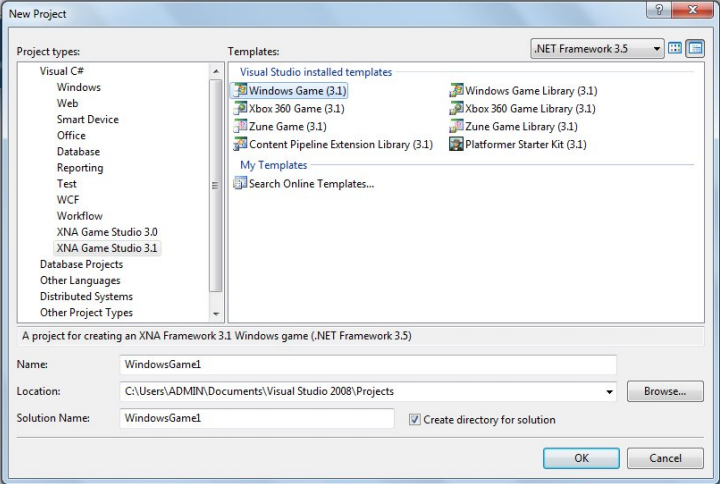 New Project
Project types:
Templates:
.NET Framework 3.5
Visual C#
Windows
Web
Smart Device
Office
Database
Reporting
Test
WCF
Workflow
XNA Game Studio 3.0
XNA Game Studio 3.1
Database Projects
Other Languages
Distributed Systems
Other Project Types
Visual Studio installed templates
Windows Game (3.1)
Windows Game Library (3.1)
Xbox 360 Game (3.1)
Xbox 360 Game Library (3.1)
Zune Game (3.1)
Zune Game Library (3.1)
Content Pipeline Extension Library (3.1)
Platformer Starter Kit (3.1)
My Templates
Search Online Templates...
A project for creating an XNA Framework 3.1 Windows game (.NET Framework 3.5)
Name:
WindowsGame1
Location:
C:\Users\ADMIN\Documents\Visual Studio 2008\Projects
Browse...
Solution Name:
WindowsGame1
Create directory for solution
OK
Cancel